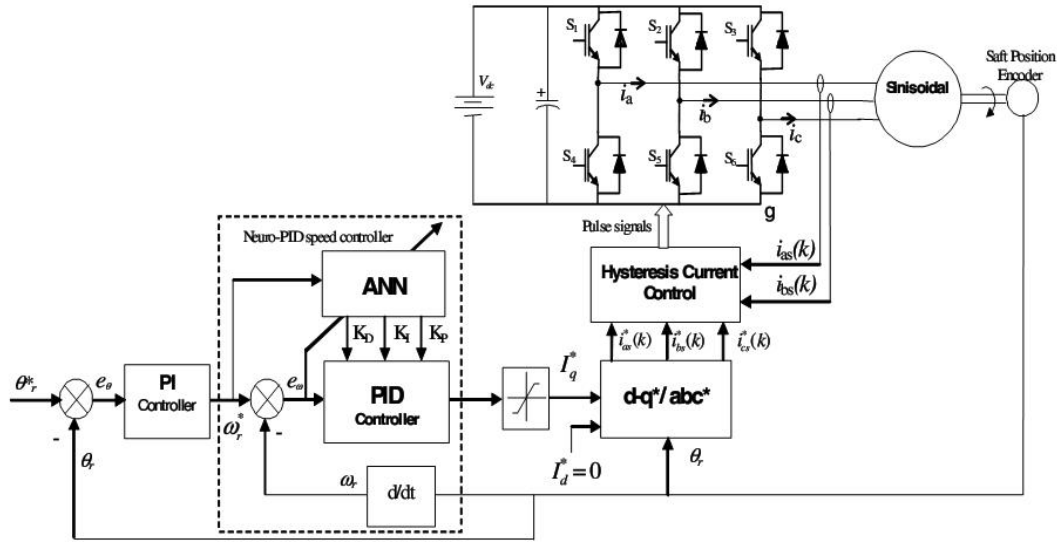 S1
S2
S3
Vdc
+
ia
ib
ic
Sinisoidal
Saft Position
Encoder
S4
S5
S6
g
Pulse signals
Neuro-PID speed controller
ANN
Hysteresis Current
Control
ias(k)
ibs(k)
KD
KI
KP
i*as(k)
i*bs(k)
i*cs(k)
θ*r
eθ
PI
Controller
ω*r
eω
PID
Controller
I*q
d-q*/abc*
-
-
θr
ωr
d/dt
I*d=0
θr